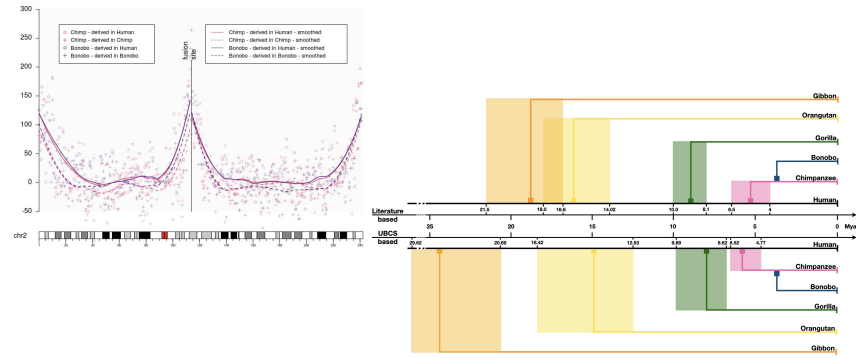 300
250
200
150
100
50
0
-50
Chimp - derived in Human
Chimp - derived in Chimp
Bonobo - derived in Human
Bonobo - derived in Bonobo
fusion
site
Chimp - derived in Human - smoothed
Chimp - derived in Chimp - smoothed
Bonobo - derived in Human - smoothed
Bonobo - derived in Bonobo - smoothed
chr2
Gibbon
Orangutan
Gorilla
Bonobo
Chimpanzee
Human
21.5 18.0 16.8 14.02 10.0 8.1 6.5 4
Literature
based
25 20 15 10 5 0 Mya
UBCS
based
20.69 18.42 12.53 9.89 6.62 6.52 4.77
Human
Chimpanzee
Bonobo
Gorilla
Orangutan
Gibbon